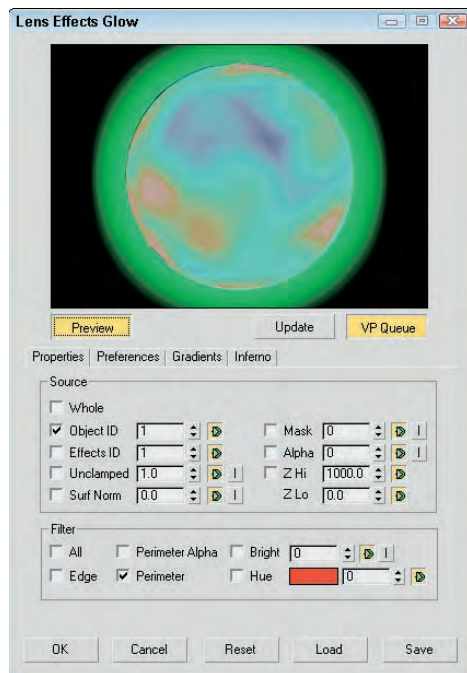 Lens Effects Glow
Preview Update VP Queue
Properties Preferences Gradients Inferno
Source
Whole
Object ID 1 Mask 0
Effects ID 1 Alpha 0 I
Unclamped 1.0 I Z Hi 1000.0
Surf Norm 0.0 I Z Lo 0.0
Filter
All Perimeter Alpha Bright 0 I
Edge Perimeter Hue 0
OK Cancel Reset Load Save